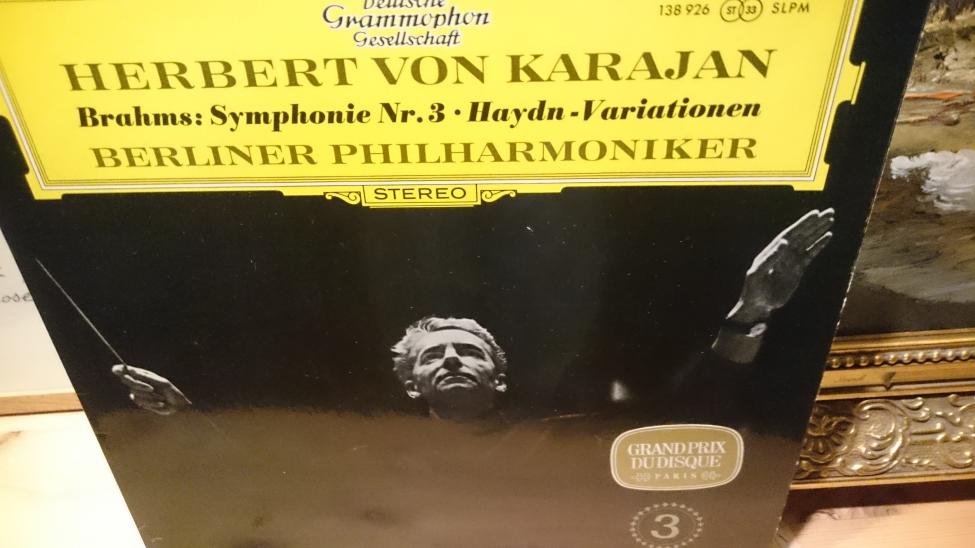 Deutsche
Grammophon
Gesellschaft
138 926 ST 33 SLPM
HERBERT VON KARAJAN
Brahms: Symphonie Nr. 3 · Haydn-Variationen
BERLINER PHILHARMONIKER
STEREO
GRAND PRIX
DU DISQUE
PARIS
3